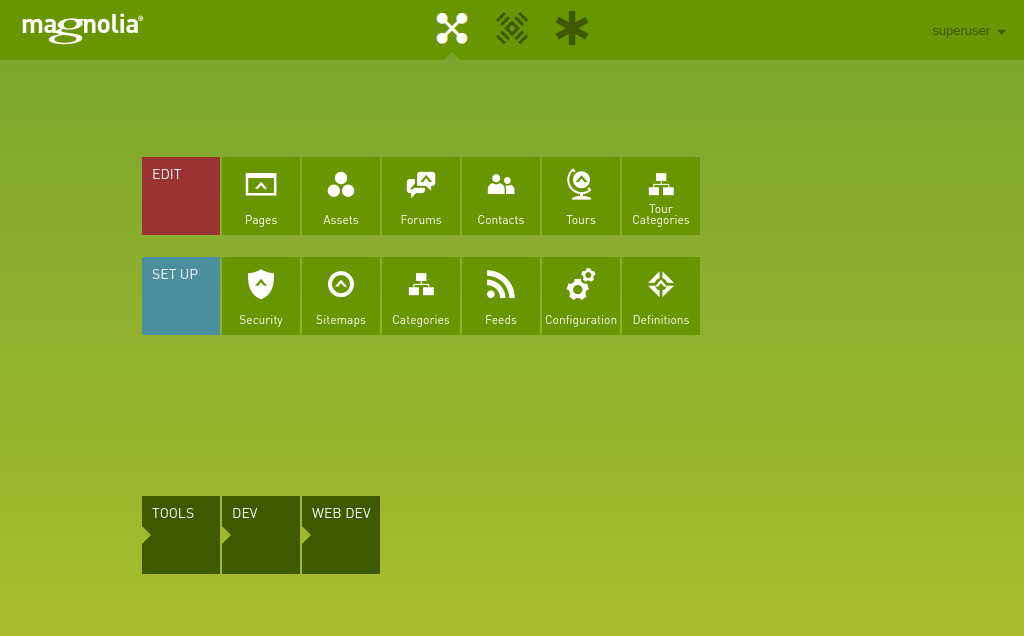 magnolia®
superuser
EDIT
Pages
Assets
Forums
Contacts
Tours
Tour
Categories
SET UP
Security
Sitemaps
Categories
Feeds
Configuration
Definitions
TOOLS
DEV
WEB DEV